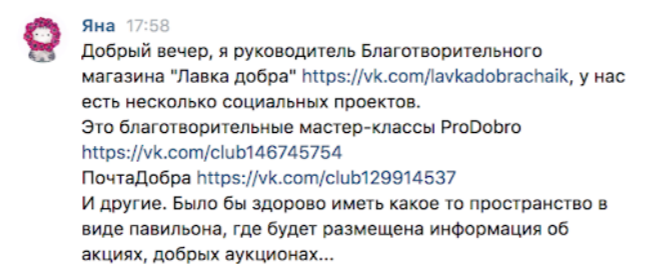 Яна 17:58
Добрый вечер, я руководитель Благотворительного
магазина "Лавка добра" https://vk.com/lavkadobrachaik, у нас
есть несколько социальных проектов.
Это благотворительные мастер-классы ProDobro
https://vk.com/club146745754
ПочтаДобра https://vk.com/club129914537
И другие. Было бы здорово иметь какое то пространство в
виде павильона, где будет размещена информация об
акциях, добрых аукционах...